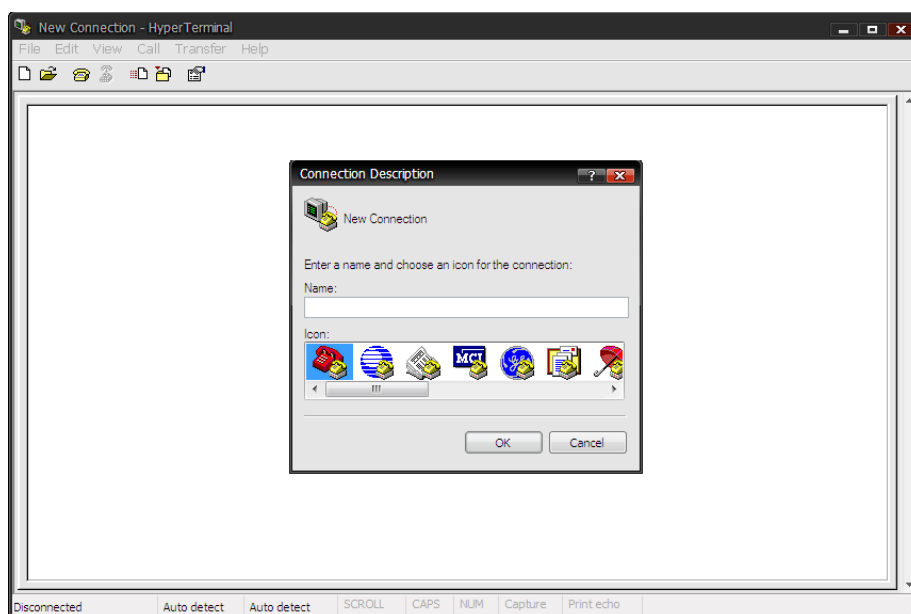 New Connection - HyperTerminal
File Edit View Call Transfer Help
Connection Description
?
New Connection
Enter a name and choose an icon for the connection:
Name:
Icon:
MCI
OK Cancel
Disconnected Auto detect Auto detect SCROLL CAPS NUM Capture Print echo